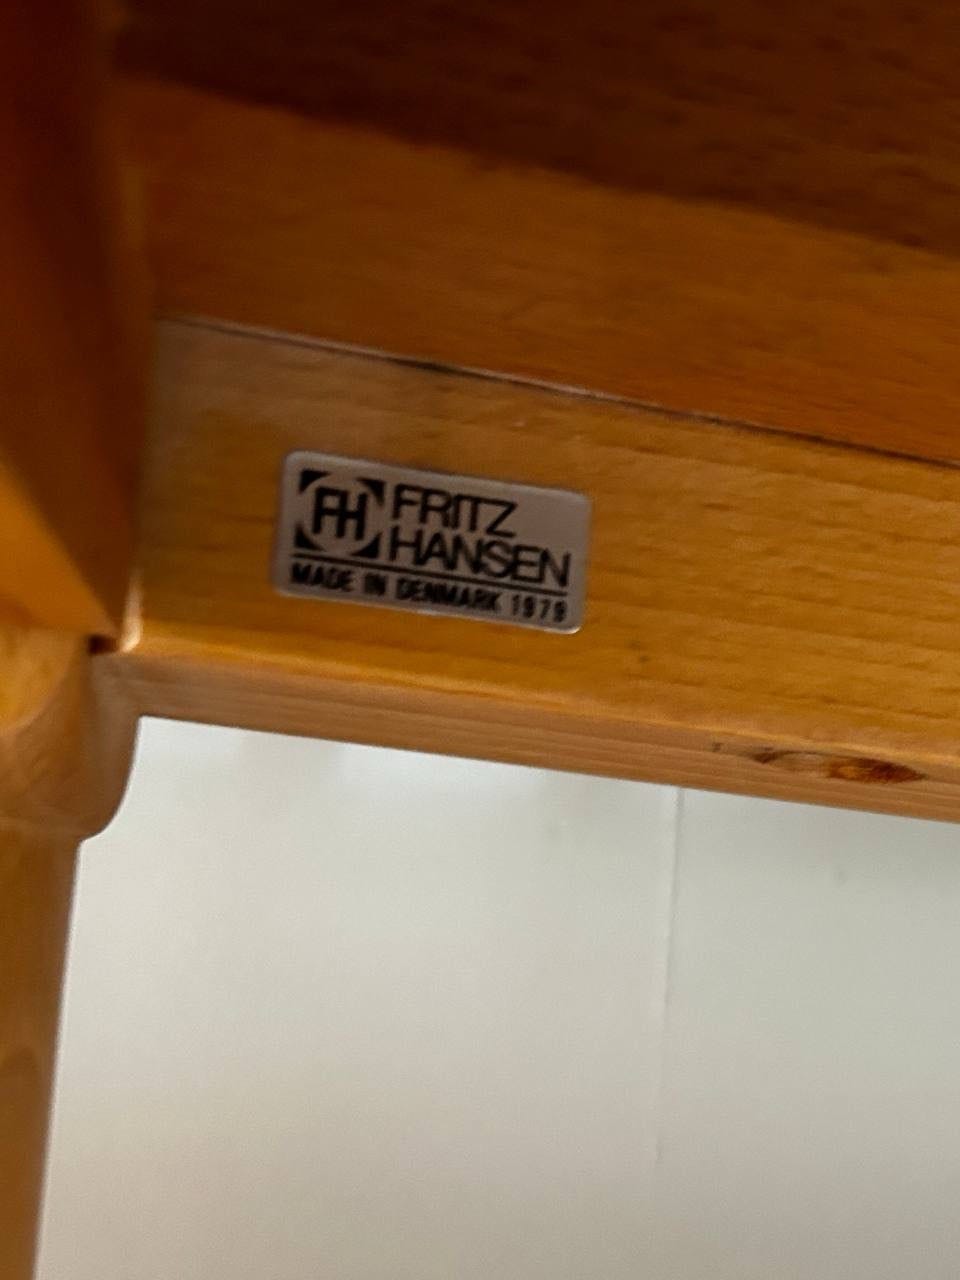 FH
FRITZ
HANSEN
MADE IN DENMARK 1979